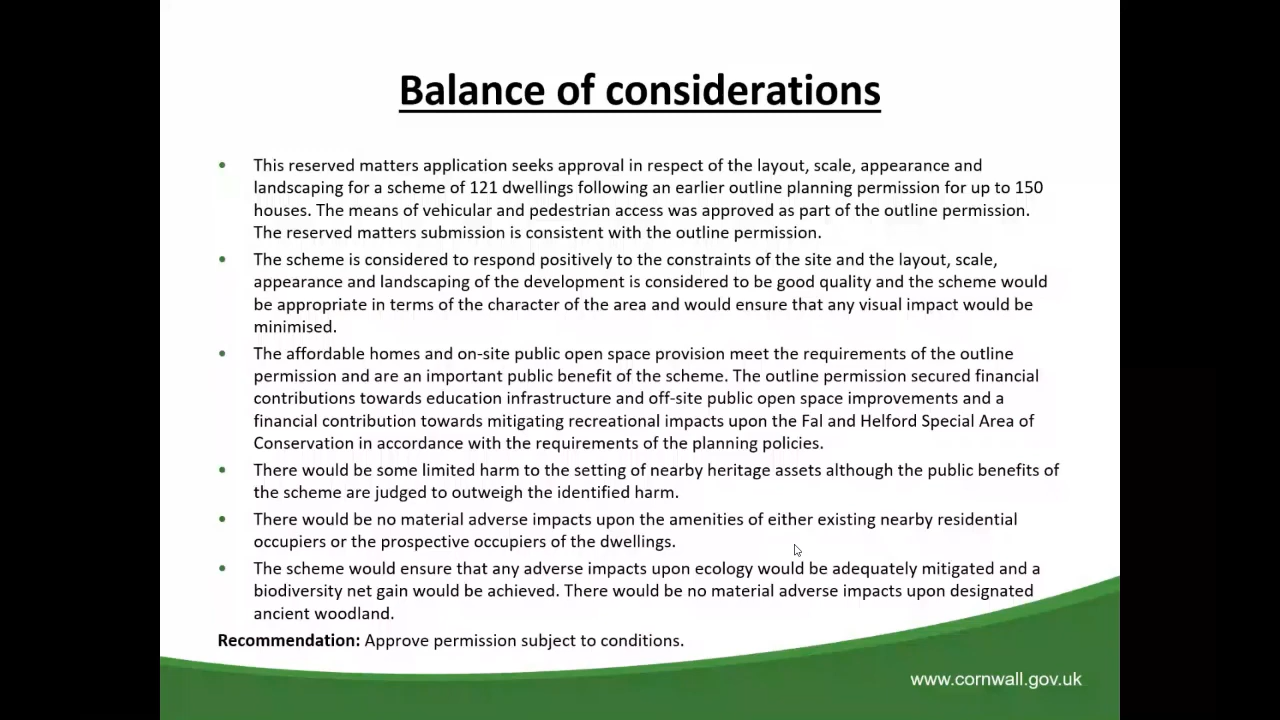 Balance of considerations
• This reserved matters application seeks approval in respect of the layout, scale, appearance and
landscaping for a scheme of 121 dwellings following an earlier outline planning permission for up to 150
houses. The means of vehicular and pedestrian access was approved as part of the outline permission.
The reserved matters submission is consistent with the outline permission.
• The scheme is considered to respond positively to the constraints of the site and the layout, scale,
appearance and landscaping of the development is considered to be good quality and the scheme would
be appropriate in terms of the character of the area and would ensure that any visual impact would be
minimised.
• The affordable homes and on-site public open space provision meet the requirements of the outline
permission and are an important public benefit of the scheme. The outline permission secured financial
contributions towards education infrastructure and off-site public open space improvements and a
financial contribution towards mitigating recreational impacts upon the Fal and Helford Special Area of
Conservation in accordance with the requirements of the planning policies.
• There would be some limited harm to the setting of nearby heritage assets although the public benefits of
the scheme are judged to outweigh the identified harm.
• There would be no material adverse impacts upon the amenities of either existing nearby residential
occupiers or the prospective occupiers of the dwellings.
• The scheme would ensure that any adverse impacts upon ecology would be adequately mitigated and a
biodiversity net gain would be achieved. There would be no material adverse impacts upon designated
ancient woodland.
Recommendation: Approve permission subject to conditions.
www.cornwall.gov.uk